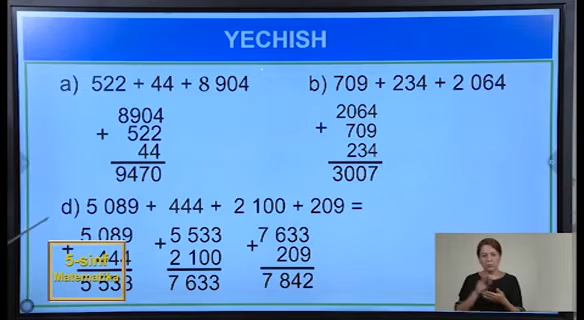 YECHISH
a) 522 + 44 + 8 904
8904
+ 522
44
9470
b) 709 + 234 + 2 064
2064
+ 709
234
3007
d) 5 089 + 444 + 2 100 + 209 =
5 089
+ 444
5 533
+ 5 533
2 100
7 633
+ 7 633
209
7 842
5-sinf
Matematika